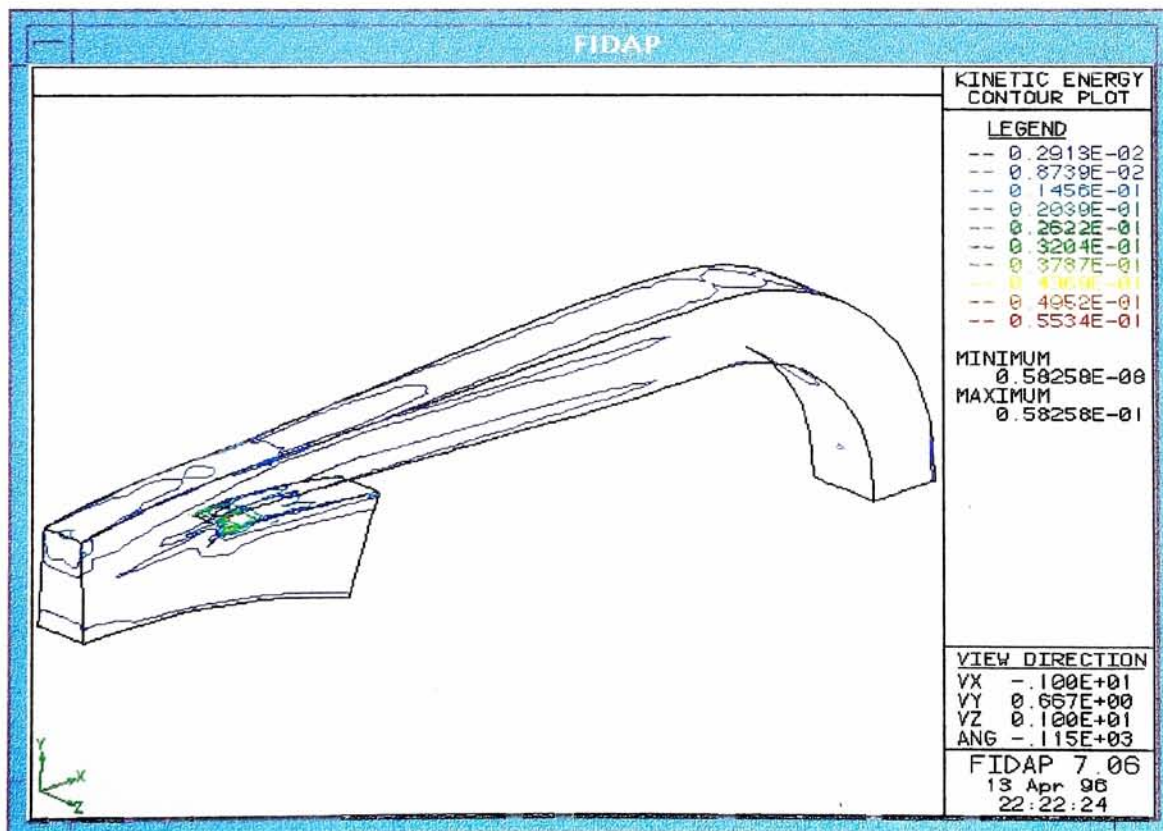 FIDAP
KINETIC ENERGY
CONTOUR PLOT
LEGEND
-- 0.2913E-02
-- 0.8739E-02
-- 0.1456E-01
-- 0.2039E-01
-- 0.2622E-01
-- 0.3204E-01
-- 0.3787E-01
-- 0.4369E-01
-- 0.4952E-01
-- 0.5534E-01
MINIMUM
0.58258E-08
MAXIMUM
0.58258E-01
VIEW DIRECTION
VX -.100E+01
VY 0.667E+00
VZ 0.100E+01
ANG -.115E+03
FIDAP 7.06
13 Apr 96
22:22:24
Y
X
Z